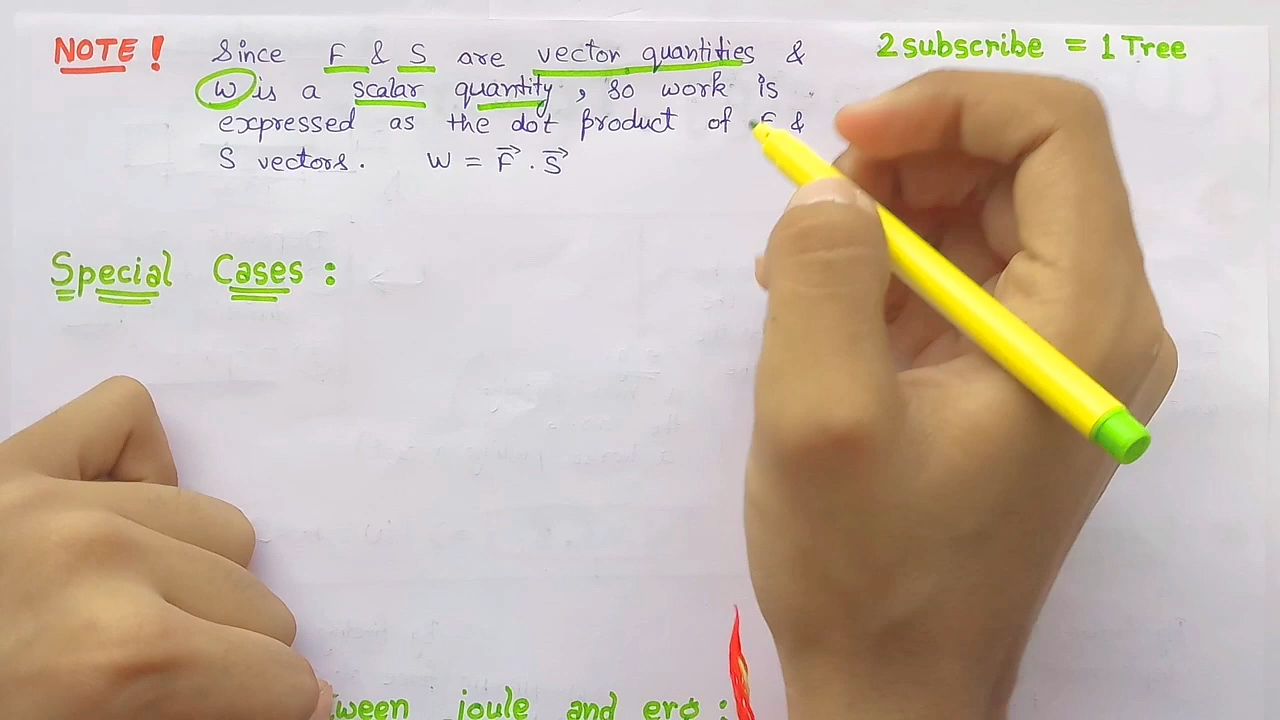 NOTE! Since F & S are vector quantities &
W is a scalar quantity, so work is
expressed as the dot product of F &
S vectors. W = F⃗ . S⃗
2 subscribe = 1 Tree
Special Cases :
joule and erg :